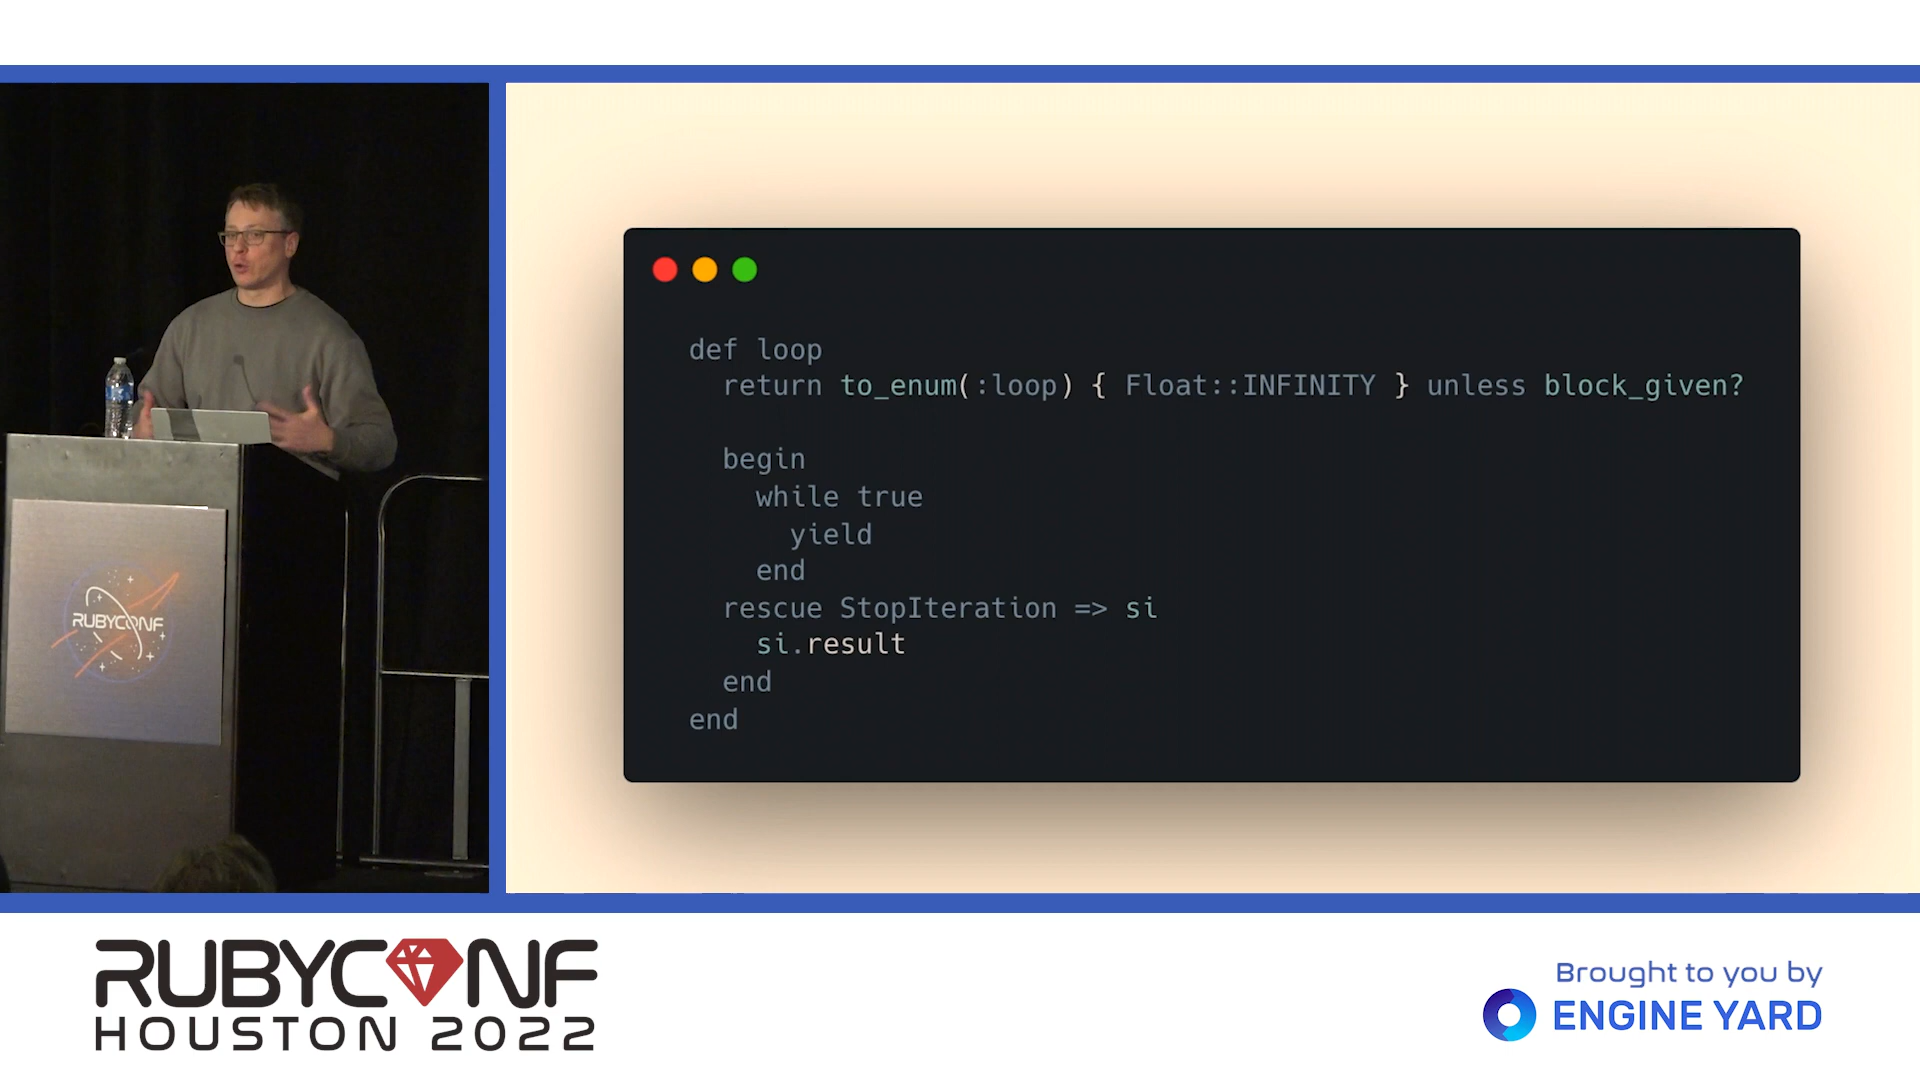 def loop
  return to_enum(:loop) { Float::INFINITY } unless block_given?
  begin
    while true
      yield
    end
  rescue StopIteration => si
    si.result
  end
end
RUBYCONF
RUBYCONF
HOUSTON 2022
Brought to you by
ENGINE YARD